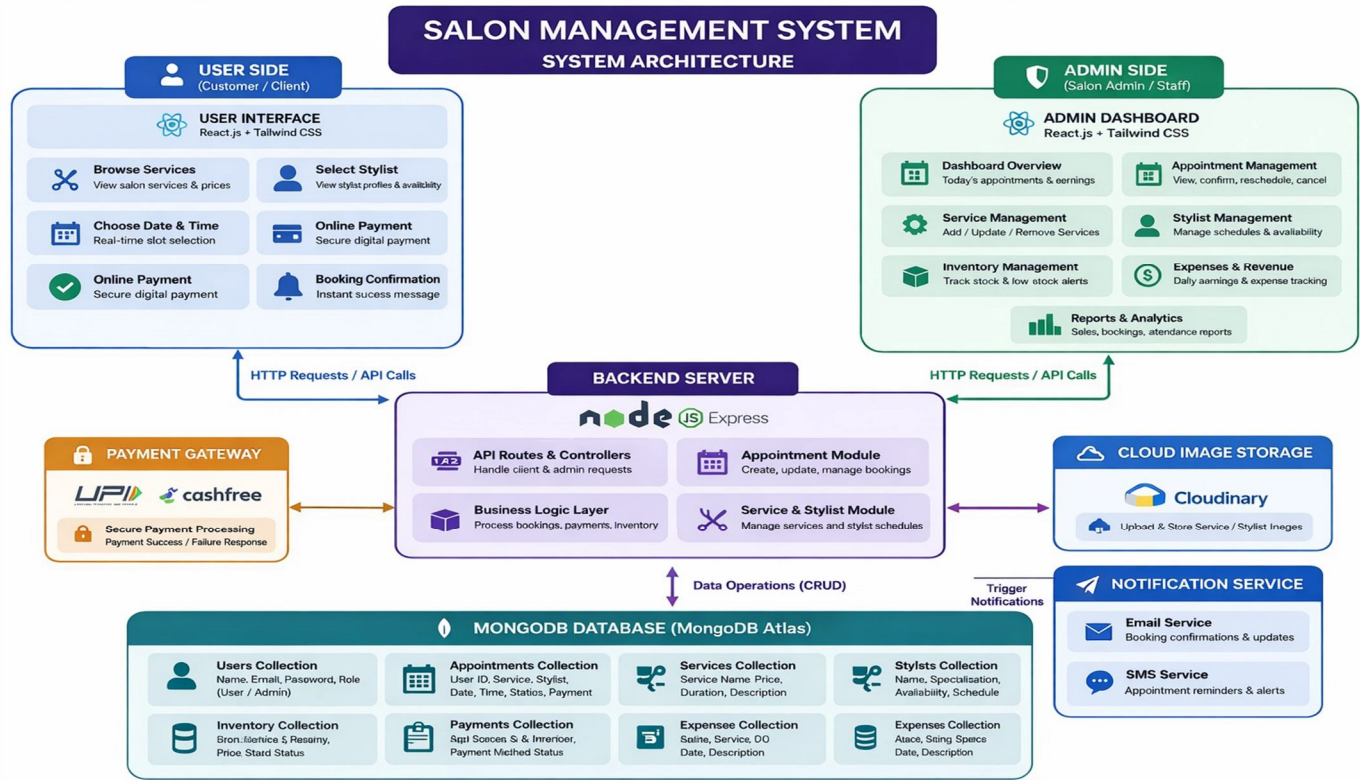 SALON MANAGEMENT SYSTEM
SYSTEM ARCHITECTURE
USER SIDE
(Customer / Client)
USER INTERFACE
React.js + Tailwind CSS
Browse Services
View salon services & prices
Select Stylist
View stylist profiles & availability
Choose Date & Time
Real-time slot selection
Online Payment
Secure digital payment
Online Payment
Secure digital payment
Booking Confirmation
Instant sucess message
ADMIN SIDE
(Salon Admin / Staff)
ADMIN DASHBOARD
React.js + Tailwind CSS
Dashboard Overview
Today's appointments & earnings
Appointment Management
View, confirm, reschedule, cancel
Service Management
Add / Update / Remove Services
Stylist Management
Manage schedules & availability
Inventory Management
Track stock & low stock alerts
Expenses & Revenue
Daily earnings & expense tracking
Reports & Analytics
Sales, bookings, atendance reports
HTTP Requests / API Calls
HTTP Requests / API Calls
BACKEND SERVER
node JS Express
API Routes & Controllers
Handle client & admin requests
Appointment Module
Create, update, manage bookings
Business Logic Layer
Process bookings, payments, Inventory
Service & Stylist Module
Manage services and stylist schedules
PAYMENT GATEWAY
UPI cashfree
Secure Payment Processing
Payment Success / Failure Response
CLOUD IMAGE STORAGE
Cloudinary
Upload & Store Service / Stylist
Data Operations (CRUD)
Trigger
Notifications
NOTIFICATION SERVICE
Email Service
Booking confirmations & updates
SMS Service
Appointment reminders & alerts
MONGODB DATABASE (MongoDB Atlas)
Users Collection
Name, Email, Password, Role
(User / Admin)
Appointments Collection
User ID, Service, Stylist,
Date, Time, Status, Payment
Services Collection
Service Name Price,
Duration, Description
Stylsts Collection
Name, Specialisation,
Availability, Schedule
Inventory Collection
Status
Payments Collection
Payment Method Status
Expensee Collection
Service,
Date, Description
Expenses Collection
Date, Description